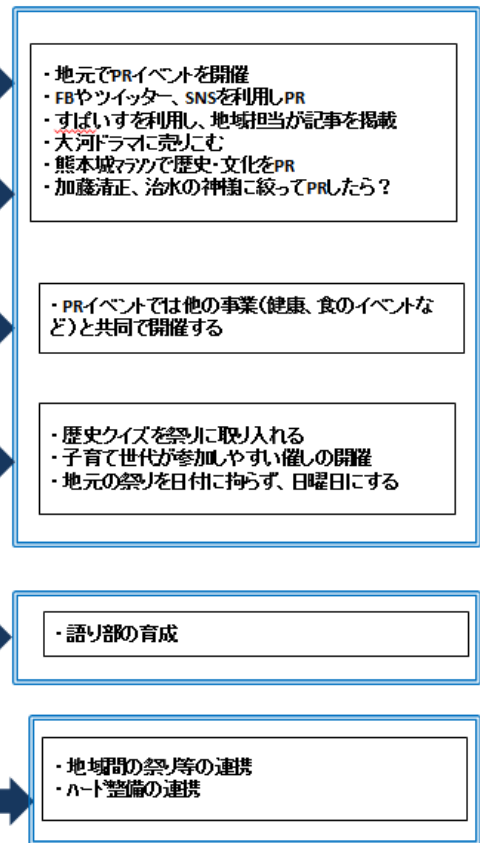 ・地元でPRイベントを開催
・FBやツイッター、SNSを利用しPR
・すぱいすを利用し、地域担当が記事を掲載
・大河ドラマに売りこむ
・熊本城マラソンで歴史・文化をPR
・加藤清正、治水の神様に絞ってPRしたら？
・PRイベントでは他の事業(健康、食のイベントな
ど)と共同で開催する
・歴史クイズを祭りに取り入れる
・子育て世代が参加しやすい催しの開催
・地元の祭りを日付に拘らず、日曜日にする
・語り部の育成
・地域間の祭り等の連携
・ハード整備の連携